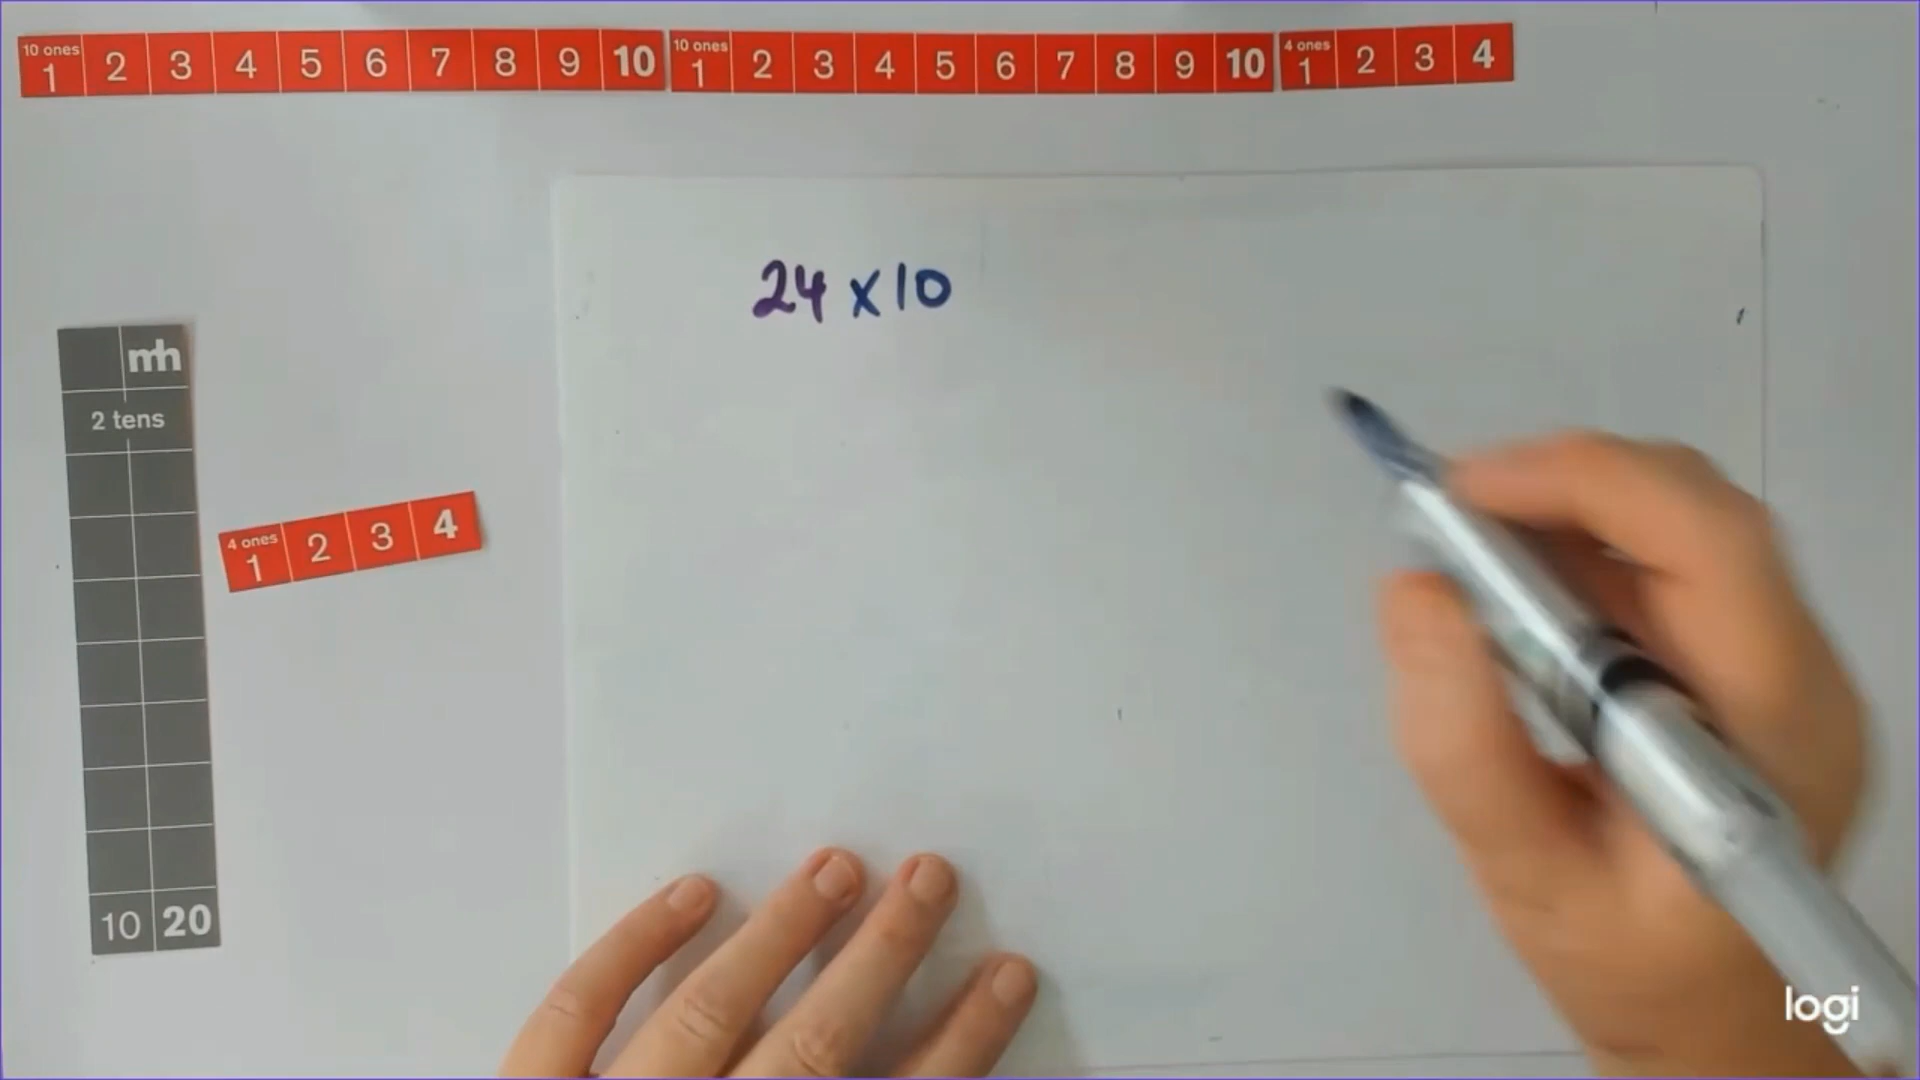 10 ones 1 2 3 4 5 6 7 8 9 10 10 ones 1 2 3 4 5 6 7 8 9 10 4 ones 1 2 3 4
24 x 10
mh
2 tens
4 ones 1 2 3 4
10 20
logi